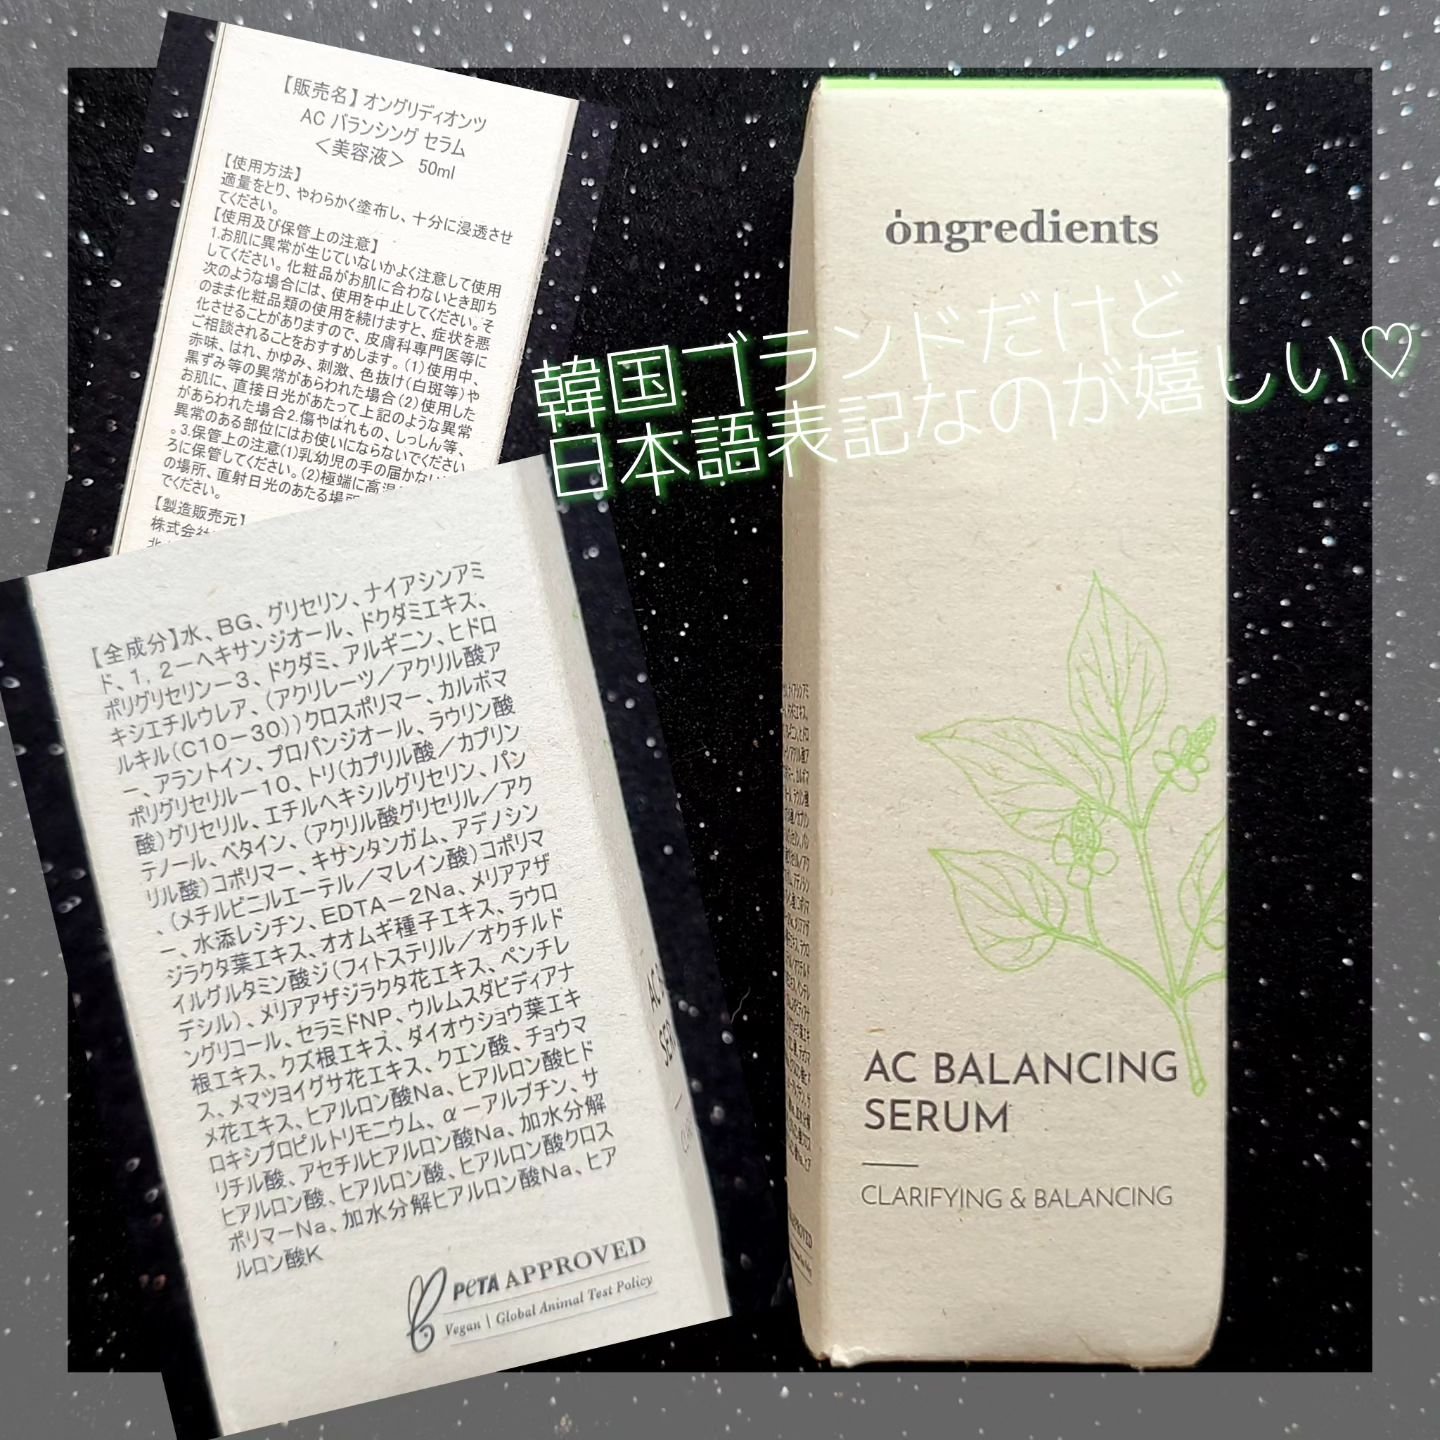 【販売名】オングリディオンツ
AC バランシング セラム
＜美容液＞ 50ml
【使用方法】
適量をとり、やわらかく塗布し、十分に浸透させ
てください。
【使用及び保管上の注意】
1.お肌に異常が生じていないかよく注意して使用
してください。化粧品がお肌に合わないとき即ち
次のような場合には、使用を中止してください。そ
のまま化粧品類の使用を続けますと、症状を悪
化させることがありますので、皮膚科専門医等に
ご相談されることをおすすめします。(1)使用中、
赤味、はれ、かゆみ、刺激、色抜け(白斑等)や
黒ずみ等の異常があらわれた場合(2)使用した
お肌に、直接日光があたって上記のような異常
があらわれた場合2.傷やはれもの、しっしん等、
異常のある部位にはお使いにならないでください
。3.保管上の注意(1)乳幼児の手の届かない
ろに保管してください。(2)極端に高温
の場所、直射日光のあたる場所
でください。
【製造販売元】
株式会社
ongredients
韓国ブランドだけど
日本語表記なのが嬉しい♡
【全成分】水、BG、グリセリン、ナイアシンアミ
ド、1，2－ヘキサンジオール、ドクダミエキス、
ポリグリセリン－3、ドクダミ、アルギニン、ヒドロ
キシエチルウレア、(アクリレーツ／アクリル酸ア
ルキル(C10－30))クロスポリマー、カルボマ
ー、アラントイン、プロパンジオール、ラウリン酸
ポリグリセリル－10、トリ(カプリル酸／カプリン
酸)グリセリル、エチルヘキシルグリセリン、パン
テノール、ベタイン、(アクリル酸グリセリル／アク
リル酸)コポリマー、キサンタンガム、アデノシン
、(メチルビニルエーテル／マレイン酸)コポリマ
ー、水添レシチン、EDTA－2Na、メリアアザ
ジラクタ葉エキス、オオムギ種子エキス、ラウロ
イルグルタミン酸ジ(フィトステリル／オクチルド
デシル)、メリアアザジラクタ花エキス、ペンチレ
ングリコール、セラミドNP、ウルムスダビディアナ
根エキス、クズ根エキス、ダイオウショウ葉エキ
ス、メマツヨイグサ花エキス、クエン酸、チョウマ
メ花エキス、ヒアルロン酸Na、ヒアルロン酸ヒド
ロキシプロピルトリモニウム、α－アルブチン、サ
リチル酸、アセチルヒアルロン酸Na、加水分解
ヒアルロン酸、ヒアルロン酸、ヒアルロン酸クロス
ポリマーNa、加水分解ヒアルロン酸Na、ヒア
ルロン酸K
PeTA APPROVED
Vegan | Global Animal Test Policy
AC BALANCING
SERUM
CLARIFYING & BALANCING